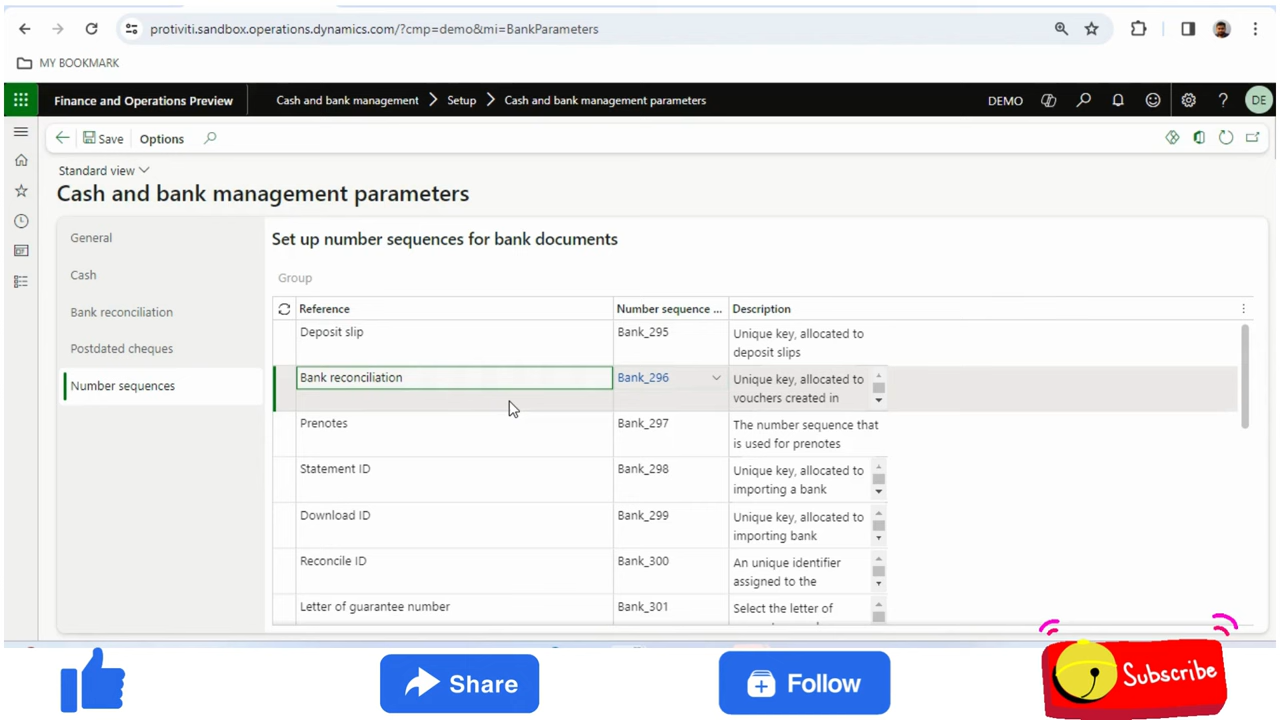 protiviti.sandbox.operations.dynamics.com/?cmp=demo&mi=BankParameters
MY BOOKMARK
Finance and Operations Preview
Cash and bank management
Setup
Cash and bank management parameters
DEMO
DE
Save
Options
Standard view
Cash and bank management parameters
General
Cash
Bank reconciliation
Postdated cheques
Number sequences
Set up number sequences for bank documents
Group
Reference
Number sequence ...
Description
Deposit slip
Bank_295
Unique key, allocated to
deposit slips
Bank reconciliation
Bank_296
Unique key, allocated to
vouchers created in
Prenotes
Bank_297
The number sequence that
is used for prenotes
Statement ID
Bank_298
Unique key, allocated to
importing a bank
Download ID
Bank_299
Unique key, allocated to
importing bank
Reconcile ID
Bank_300
An unique identifier
assigned to the
Letter of guarantee number
Bank_301
Select the letter of
Share
Follow
Subscribe